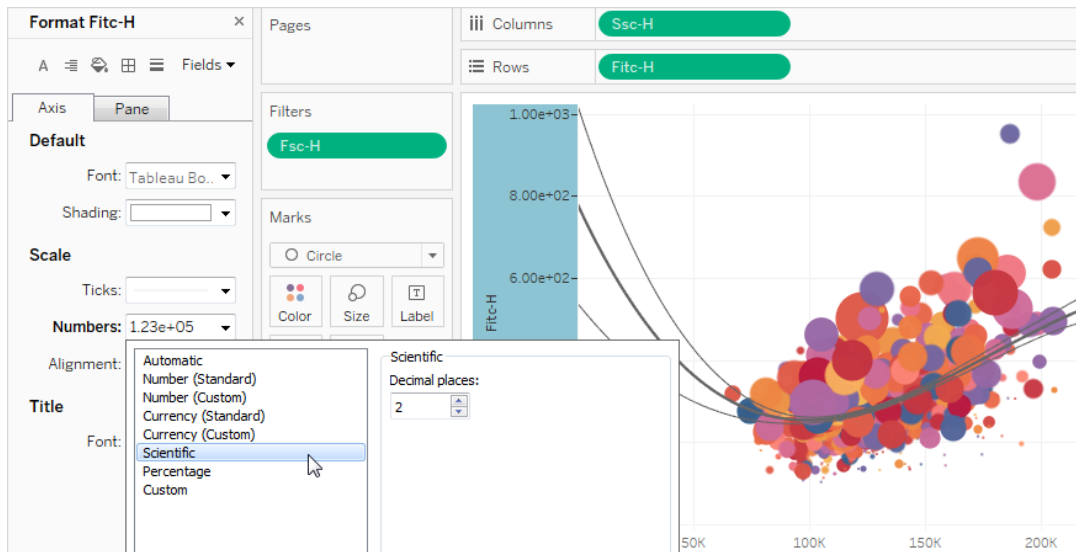 Format Fitc-H
×
A
Fields
Axis
Pane
Default
Font:
Tableau Bo..
Shading:
Scale
Ticks:
Numbers:
1.23e+05
Alignment:
Title
Font:
Automatic
Number (Standard)
Number (Custom)
Currency (Standard)
Currency (Custom)
Scientific
Percentage
Custom
Scientific
Decimal places:
2
Pages
Filters
Fsc-H
Marks
Circle
Color
Size
T
Label
Columns
Ssc-H
Rows
Fitc-H
1.00e+03
8.00e+02
6.00e+02
Fitc-H
50K
100K
150K
200K